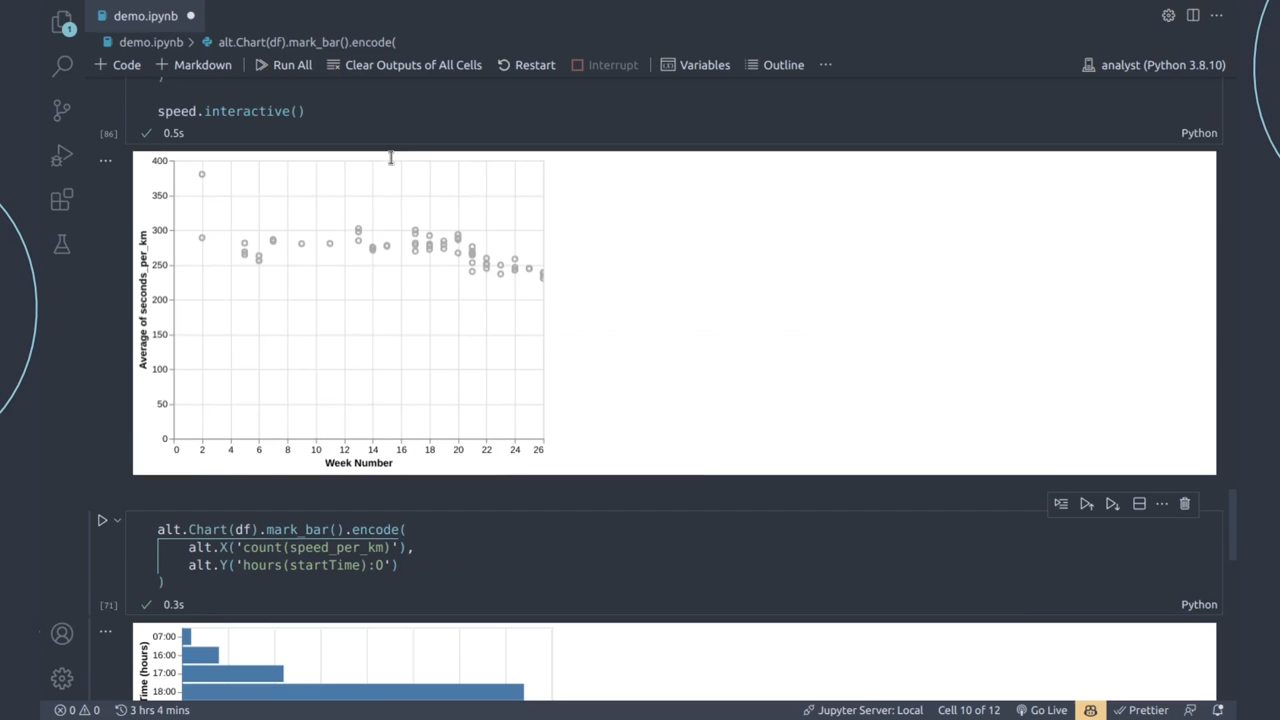 demo.ipynb
demo.ipynb > alt.Chart(df).mark_bar().encode(
+ Code + Markdown Run All Clear Outputs of All Cells Restart Interrupt Variables Outline ... analyst (Python 3.8.10)
1
)
speed.interactive()
[86] ✓ 0.5s Python
400
350
300
250
200
150
100
50
0
Average of seconds_per_km
0 2 4 6 8 10 12 14 16 18 20 22 24 26
Week Number
alt.Chart(df).mark_bar().encode(
alt.X('count(speed_per_km)'),
alt.Y('hours(startTime):O')
)
[71] ✓ 0.3s Python
07:00
16:00
17:00
18:00
Time (hours)
0 0 3 hrs 4 mins Jupyter Server: Local Cell 10 of 12 Go Live Prettier